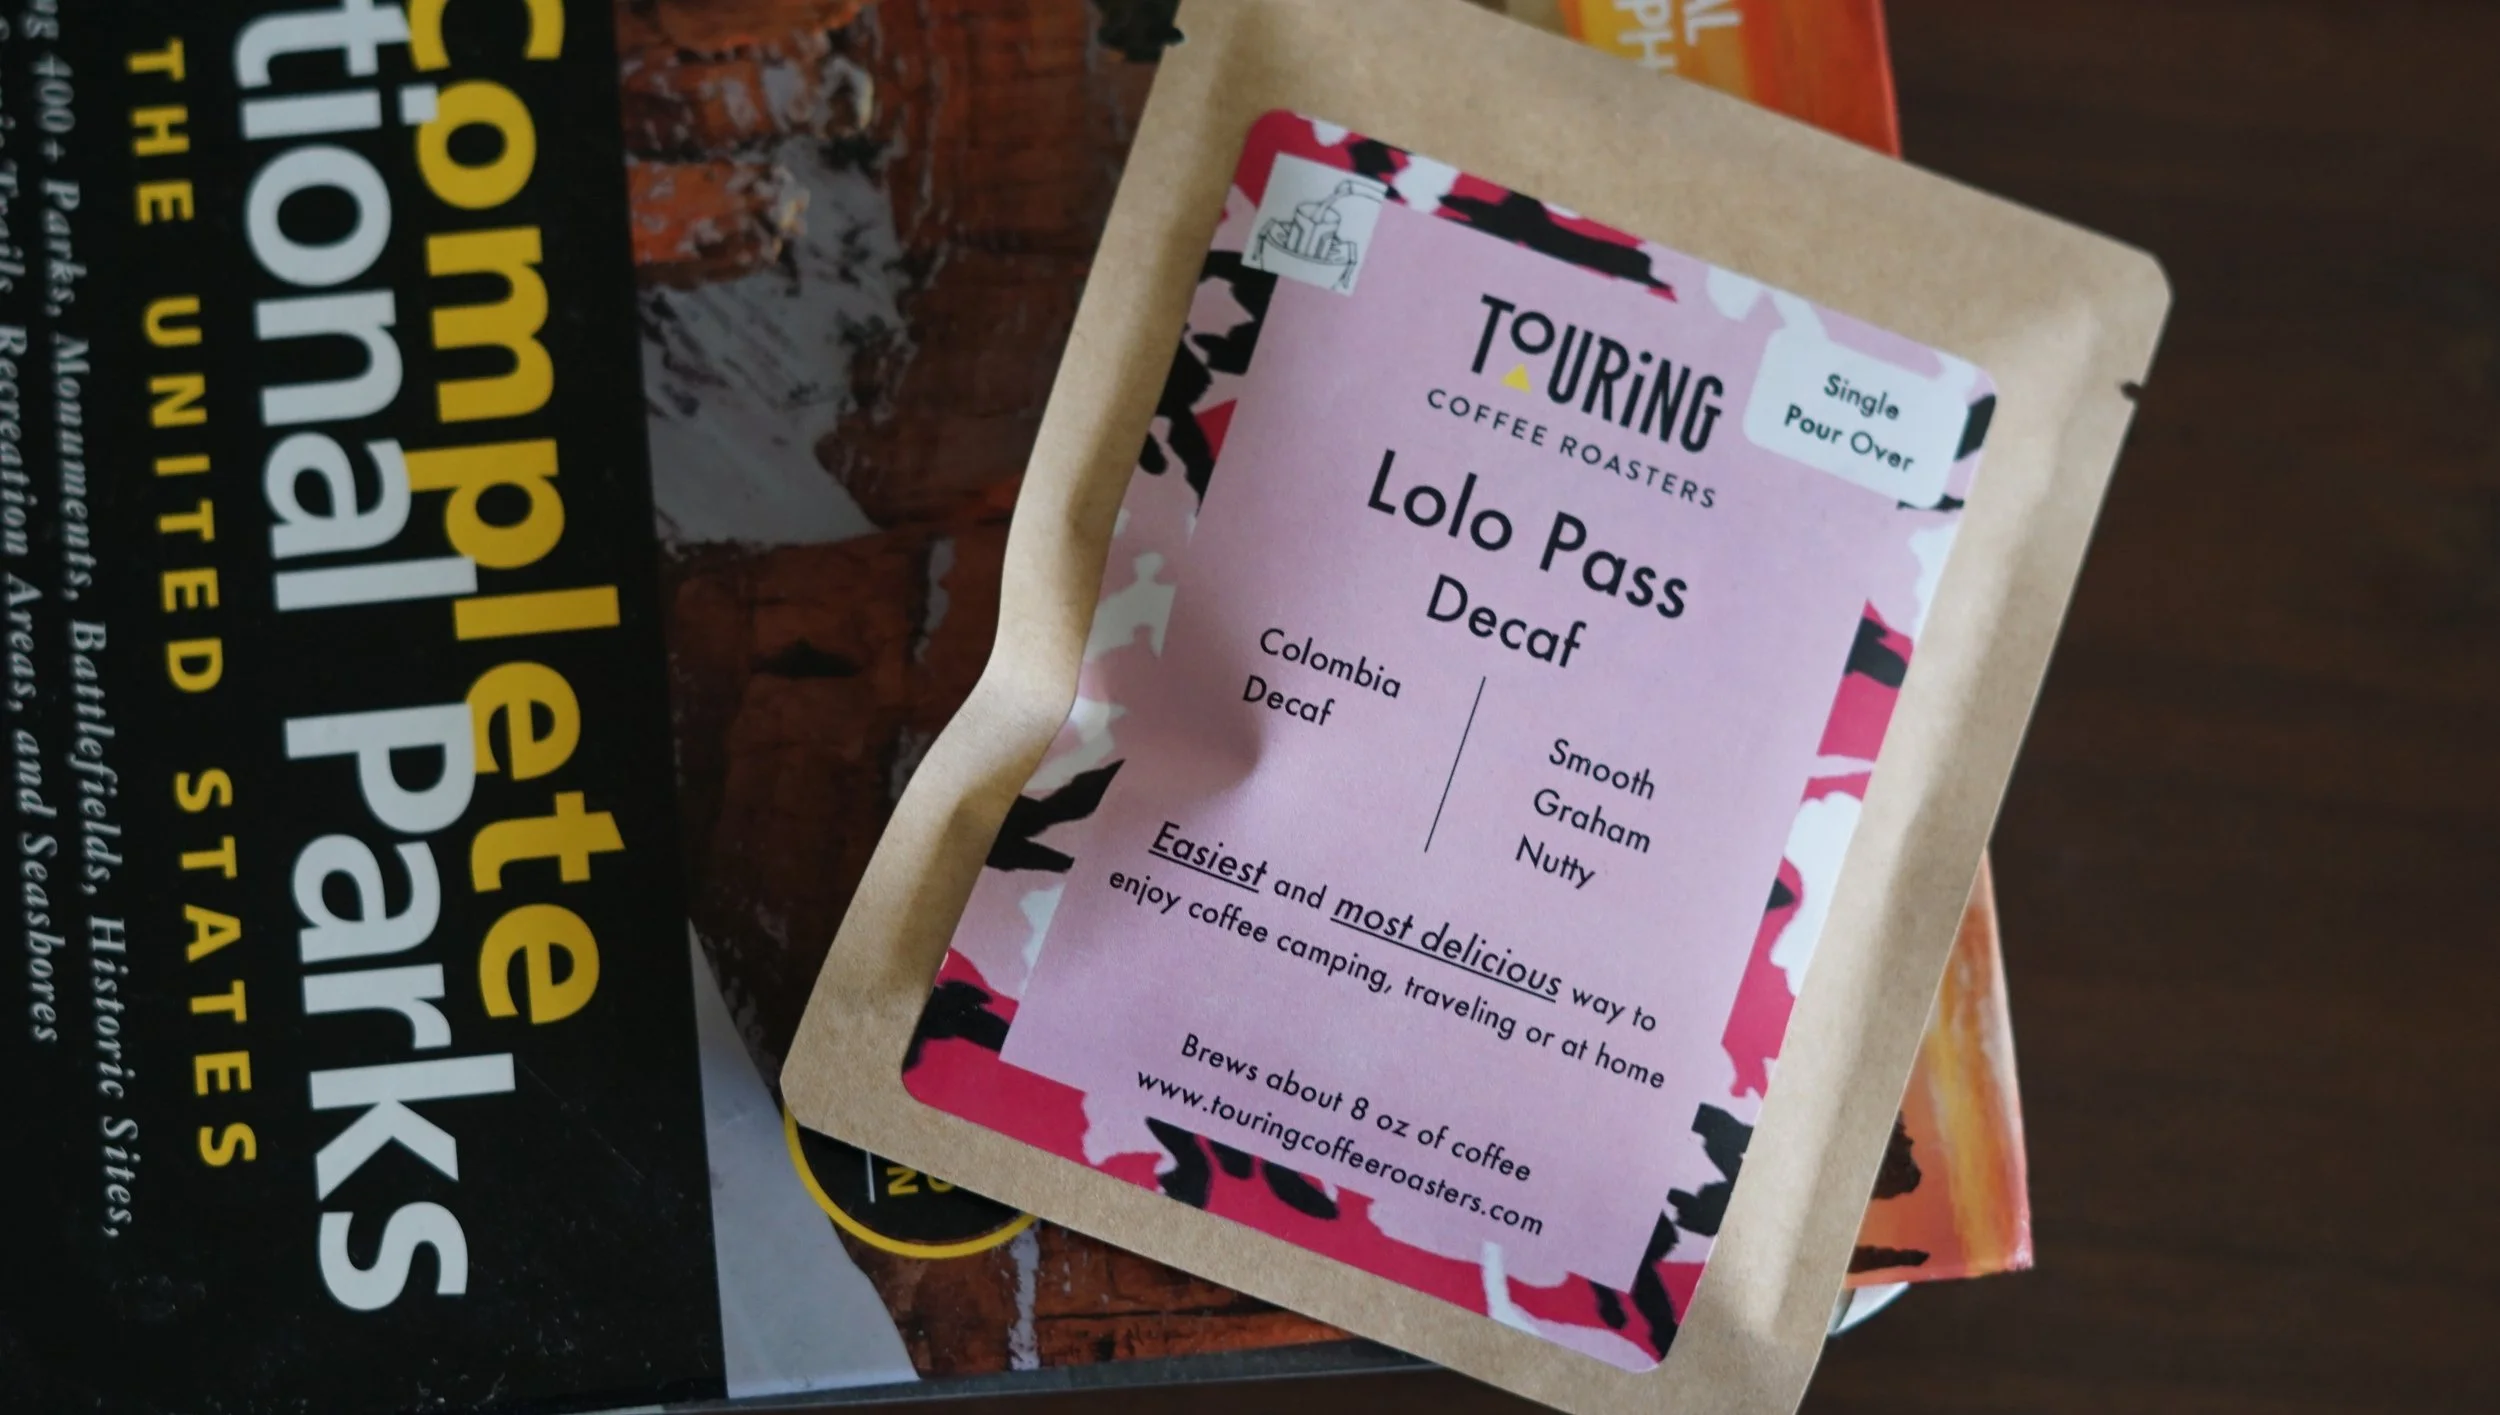 Complete
tional Parks
THE UNITED STATES
400+ Parks, Monuments, Battlefields, Historic Sites,
Trails, Recreation Areas, and Seashores
TOURiNG
COFFEE ROASTERS
Single
Pour Over
Lolo Pass
Decaf
Colombia
Decaf
Smooth
Graham
Nutty
Easiest and most delicious way to
enjoy coffee camping, traveling or at home
Brews about 8 oz of coffee
www.touringcoffeeroasters.com